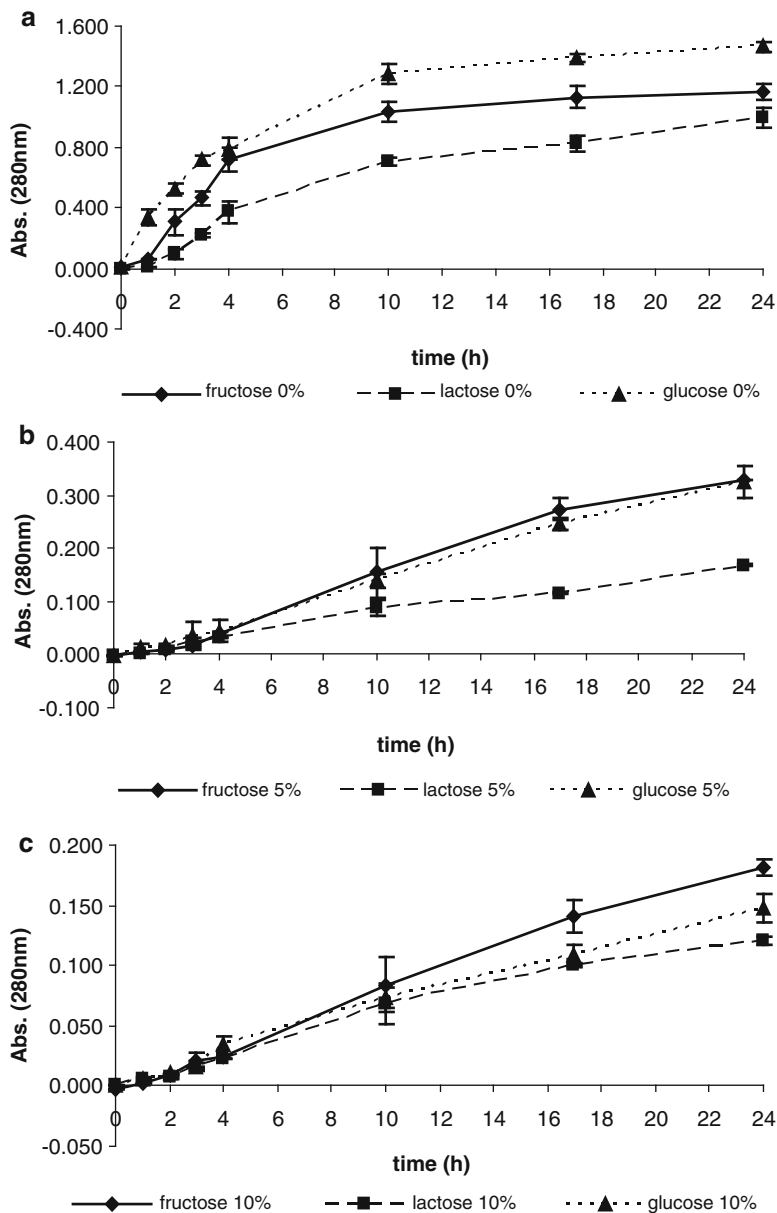 a
1.600
1.200
0.800
0.400
0.000
-0.400
Abs. (280nm)
0 2 4 6 8 10 12 14 16 18 20 22 24
time (h)
fructose 0% lactose 0% glucose 0%
b
0.400
0.300
0.200
0.100
0.000
-0.100
Abs. (280nm)
0 2 4 6 8 10 12 14 16 18 20 22 24
time (h)
fructose 5% lactose 5% glucose 5%
c
0.200
0.150
0.100
0.050
0.000
-0.050
Abs. (280nm)
0 2 4 6 8 10 12 14 16 18 20 22 24
time (h)
fructose 10% lactose 10% glucose 10%